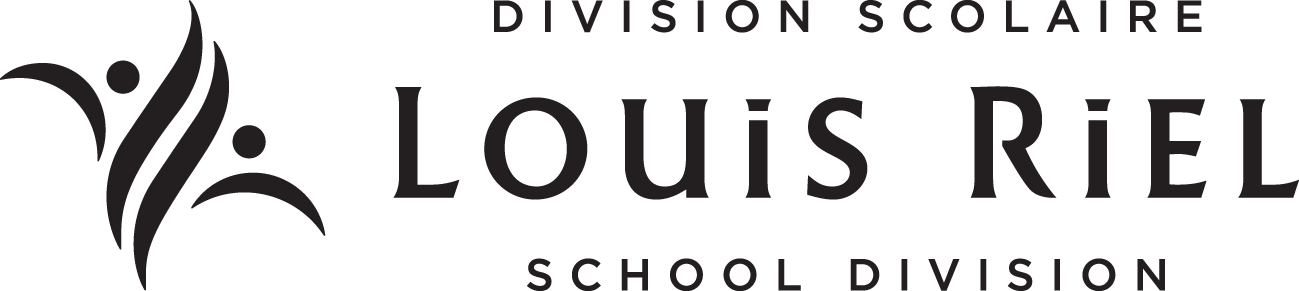 DIVISION SCOLAIRE
LOUiS RiEL
SCHOOL DIVISION